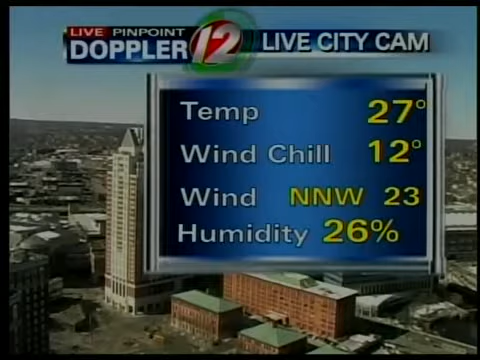 LIVE PINPOINT
DOPPLER 12 LIVE CITY CAM
Temp 27°
Wind Chill 12°
Wind NNW 23
Humidity 26%